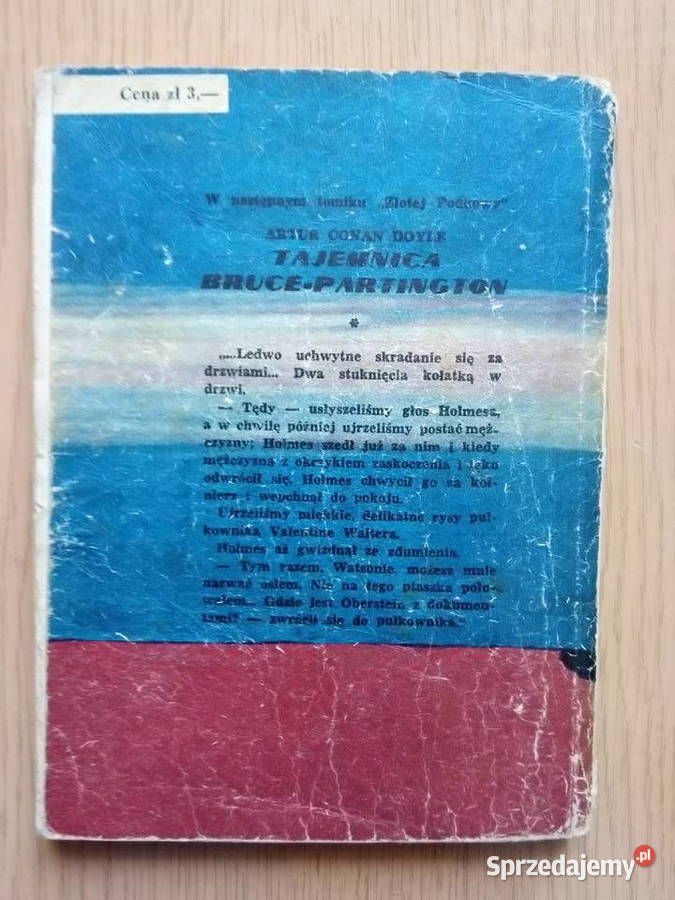 Cena zł 3,—
W następnym tomiku „Złotej Podkowy"
ARTUR CONAN DOYLE
TAJEMNICA
BRUCE-PARTINGTON
*
„...Ledwo uchwytne skradanie się za
drzwiami... Dwa stuknięcia kołatką w
drzwi.
— Tędy — usłyszeliśmy głos Holmesa,
a w chwilę później ujrzeliśmy postać męż-
czyzny; Holmes szedł już za nim i kiedy
mężczyzna z okrzykiem zaskoczenia i lęku
odwrócił się, Holmes chwycił go za koł-
nierz i wepchnął do pokoju.
Ujrzeliśmy miękkie, delikatne rysy puł-
kownika Valentine Waltera.
Holmes aż gwizdnął ze zdumienia.
— Tym razem, Watsonie, możesz mnie
nazwać osłem. Nie na tego ptaszka polo-
wałem... Gdzie jest Oberstein z dokumen-
tami? — zwrócił się do pułkownika."
Sprzedajemy.pl